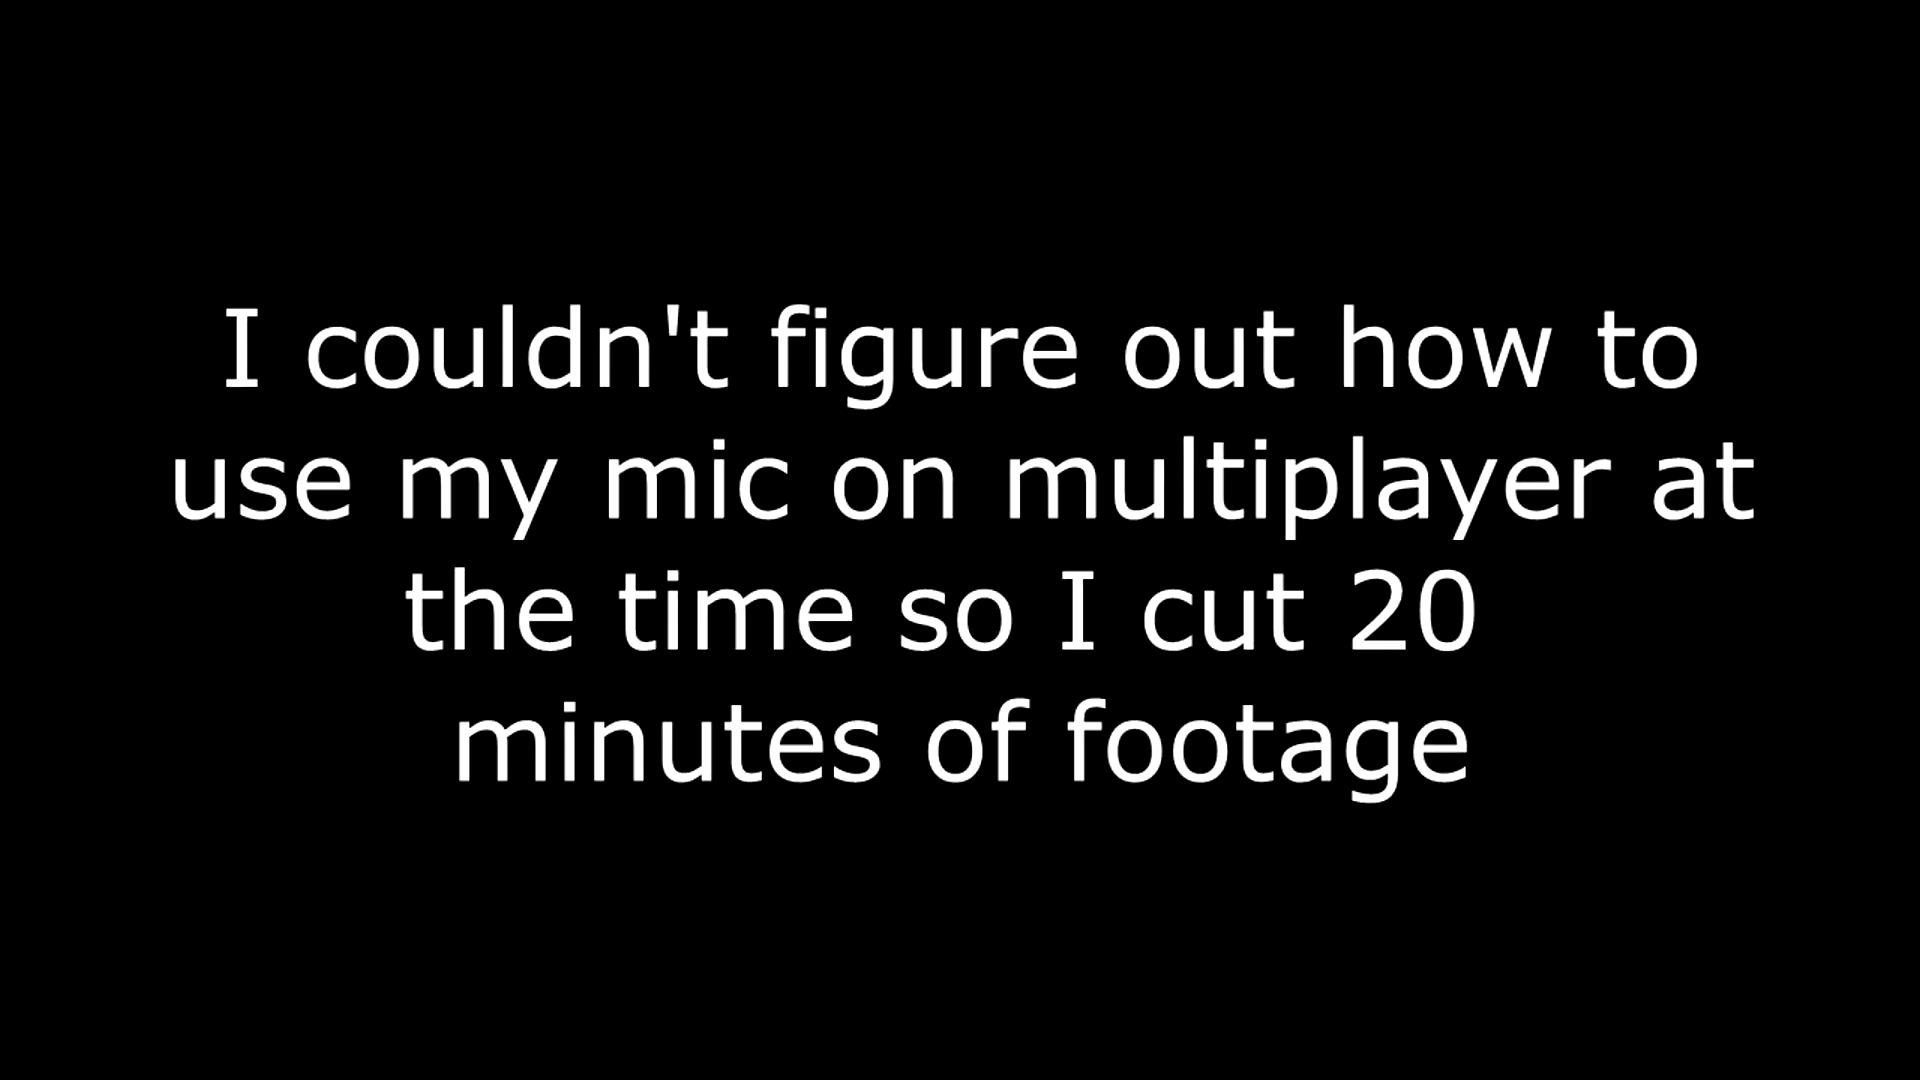 I couldn't figure out how to
use my mic on multiplayer at
the time so I cut 20
minutes of footage